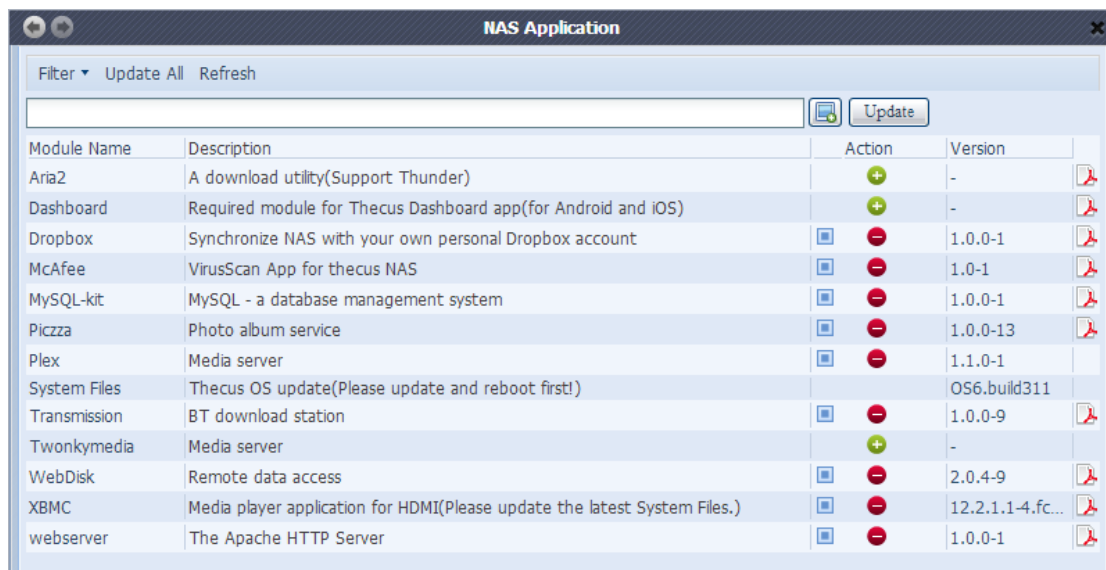 NAS Application
Filter Update All Refresh
Update
Module Name Description Action Version
Aria2 A download utility(Support Thunder) -
Dashboard Required module for Thecus Dashboard app(for Android and iOS) -
Dropbox Synchronize NAS with your own personal Dropbox account 1.0.0-1
McAfee VirusScan App for thecus NAS 1.0-1
MySQL-kit MySQL - a database management system 1.0.0-1
Piczza Photo album service 1.0.0-13
Plex Media server 1.1.0-1
System Files Thecus OS update(Please update and reboot first!) OS6.build311
Transmission BT download station 1.0.0-9
Twonkymedia Media server -
WebDisk Remote data access 2.0.4-9
XBMC Media player application for HDMI(Please update the latest System Files.) 12.2.1.1-4.fc...
webserver The Apache HTTP Server 1.0.0-1